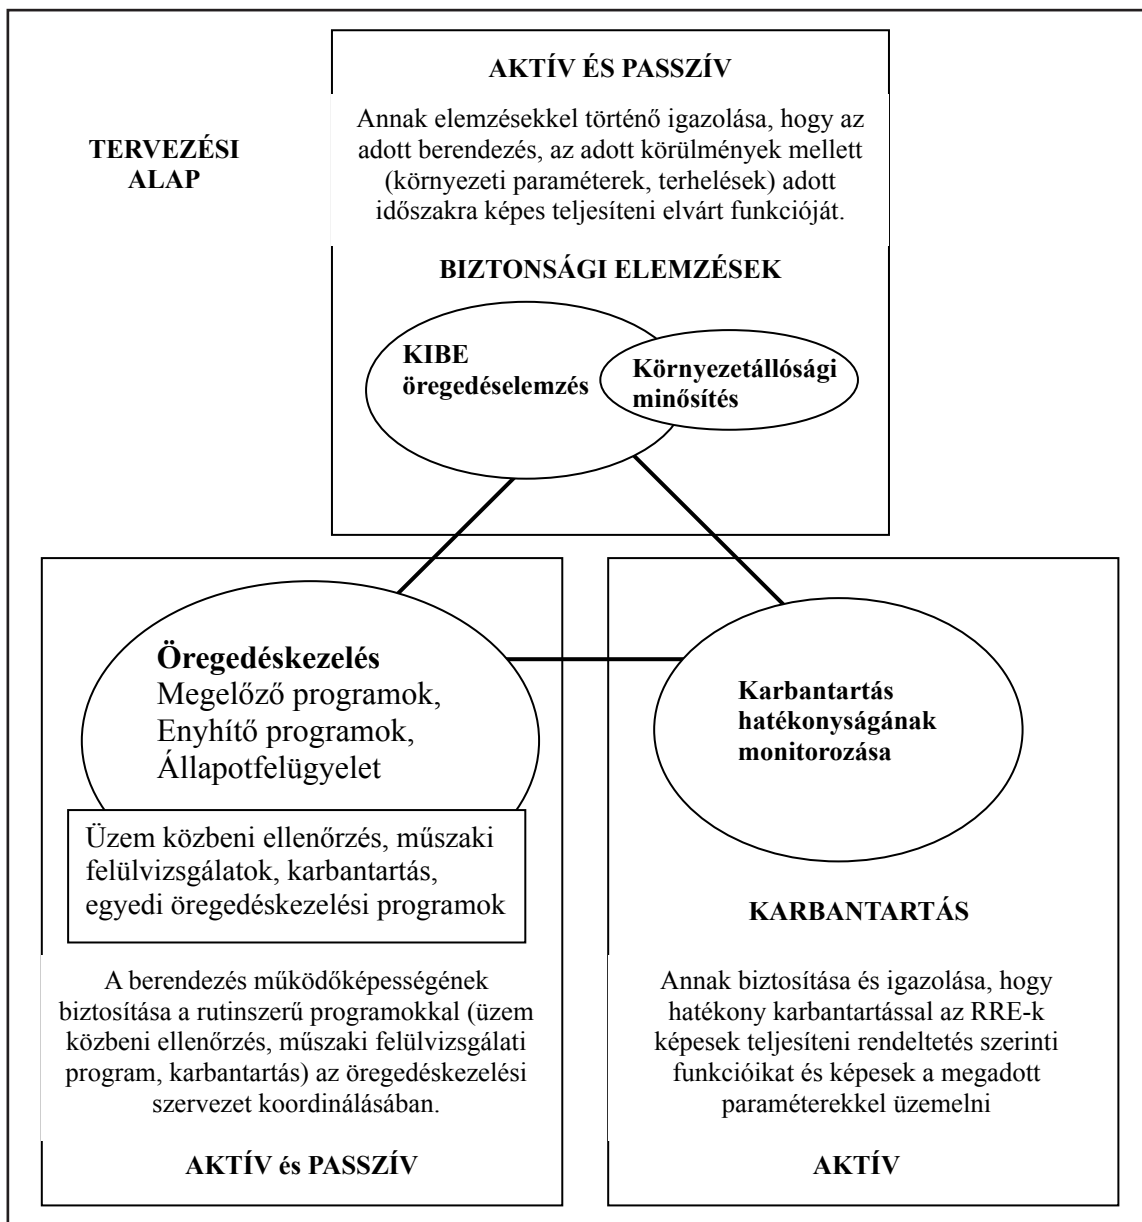 AKTÍV ÉS PASSZÍV
Annak elemzésekkel történő igazolása, hogy az
adott berendezés, az adott körülmények mellett
(környezeti paraméterek, terhelések) adott
időszakra képes teljesíteni elvárt funkcióját.
TERVEZÉSI
ALAP
BIZTONSÁGI ELEMZÉSEK
KIBE
öregedéselemzés
Környezetállósági
minősítés
Öregedéskezelés
Megelőző programok,
Enyhítő programok,
Állapotfelügyelet
Üzem közbeni ellenőrzés, műszaki
felülvizsgálatok, karbantartás,
egyedi öregedéskezelési programok
A berendezés működőképességének
biztosítása a rutinszerű programokkal (üzem
közbeni ellenőrzés, műszaki felülvizsgálati
program, karbantartás) az öregedéskezelési
szervezet koordinálásában.
AKTÍV és PASSZÍV
Karbantartás
hatékonyságának
monitorozása
KARBANTARTÁS
Annak biztosítása és igazolása, hogy
hatékony karbantartással az RRE-k
képesek teljesíteni rendeltetés szerinti
funkcióikat és képesek a megadott
paraméterekkel üzemelni
AKTÍV